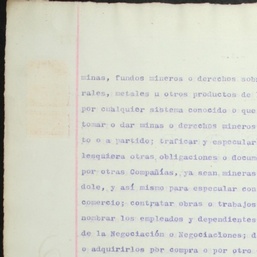 minas, fundos mineros o derechos sob
rales, metales u otros productos de
por cualquier sistema conocido o que
tomar o dar minas o derechos mineros
to o a partido; traficar y especular
lesquiera otras obligaciones o docum
por otras Compañías, ya sean mineras
dole, y así mismo para especular con
comercio; contratar obras o trabajos
nombrar los empleados y dependientes
de la Negociación o Negociaciones; d
o adquirirlos por compra o por otro